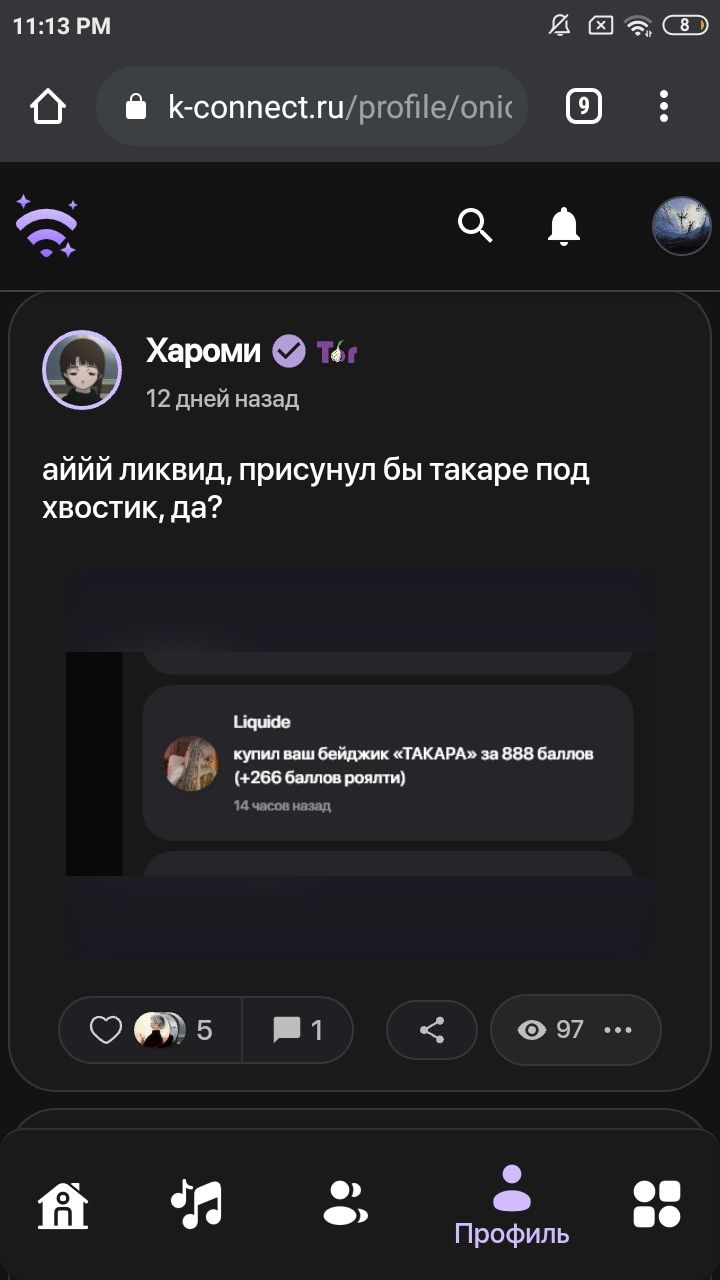 11:13 PM
8
k-connect.ru/profile/onic
9
Хароми
Tor
12 дней назад
аййй ликвид, присунул бы такаре под
хвостик, да?
Liquide
купил ваш бейджик «ТАКАРА» за 888 баллов
(+266 баллов роялти)
14 часов назад
5
1
97
Профиль